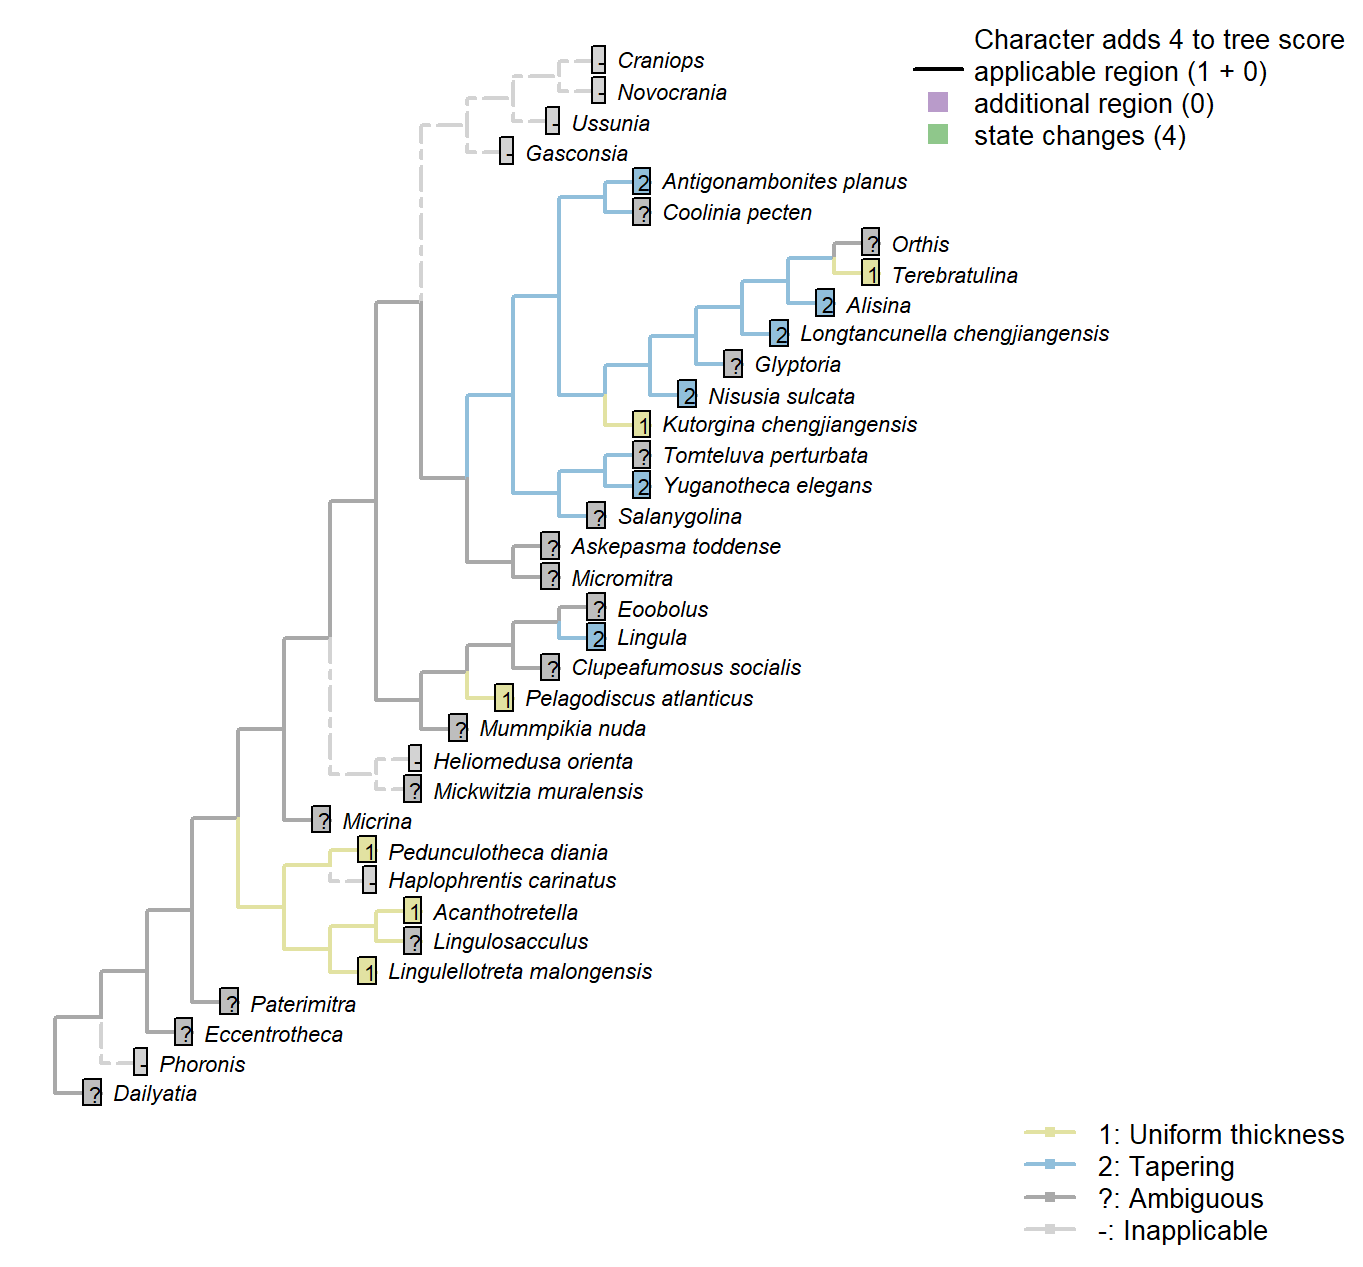 Character adds 4 to tree score
applicable region (1 + 0)
additional region (0)
state changes (4)
- Craniops
- Novocrania
- Ussunia
- Gasconsia
2 Antigonambonites planus
? Coolinia pecten
? Orthis
1 Terebratulina
2 Alisina
2 Longtancunella chengjiangensis
? Glyptoria
2 Nisusia sulcata
1 Kutorgina chengjiangensis
? Tomteluva perturbata
2 Yuganotheca elegans
? Salanygolina
? Askepasma toddense
? Micromitra
? Eoobolus
2 Lingula
? Clupeafumosus socialis
1 Pelagodiscus atlanticus
? Mummpikia nuda
- Heliomedusa orienta
? Mickwitzia muralensis
? Micrina
1 Pedunculotheca diania
- Haplophrentis carinatus
1 Acanthotretella
? Lingulosacculus
1 Lingulellotreta malongensis
? Paterimitra
? Eccentrotheca
- Phoronis
? Dailyatia
1: Uniform thickness
2: Tapering
?: Ambiguous
-: Inapplicable